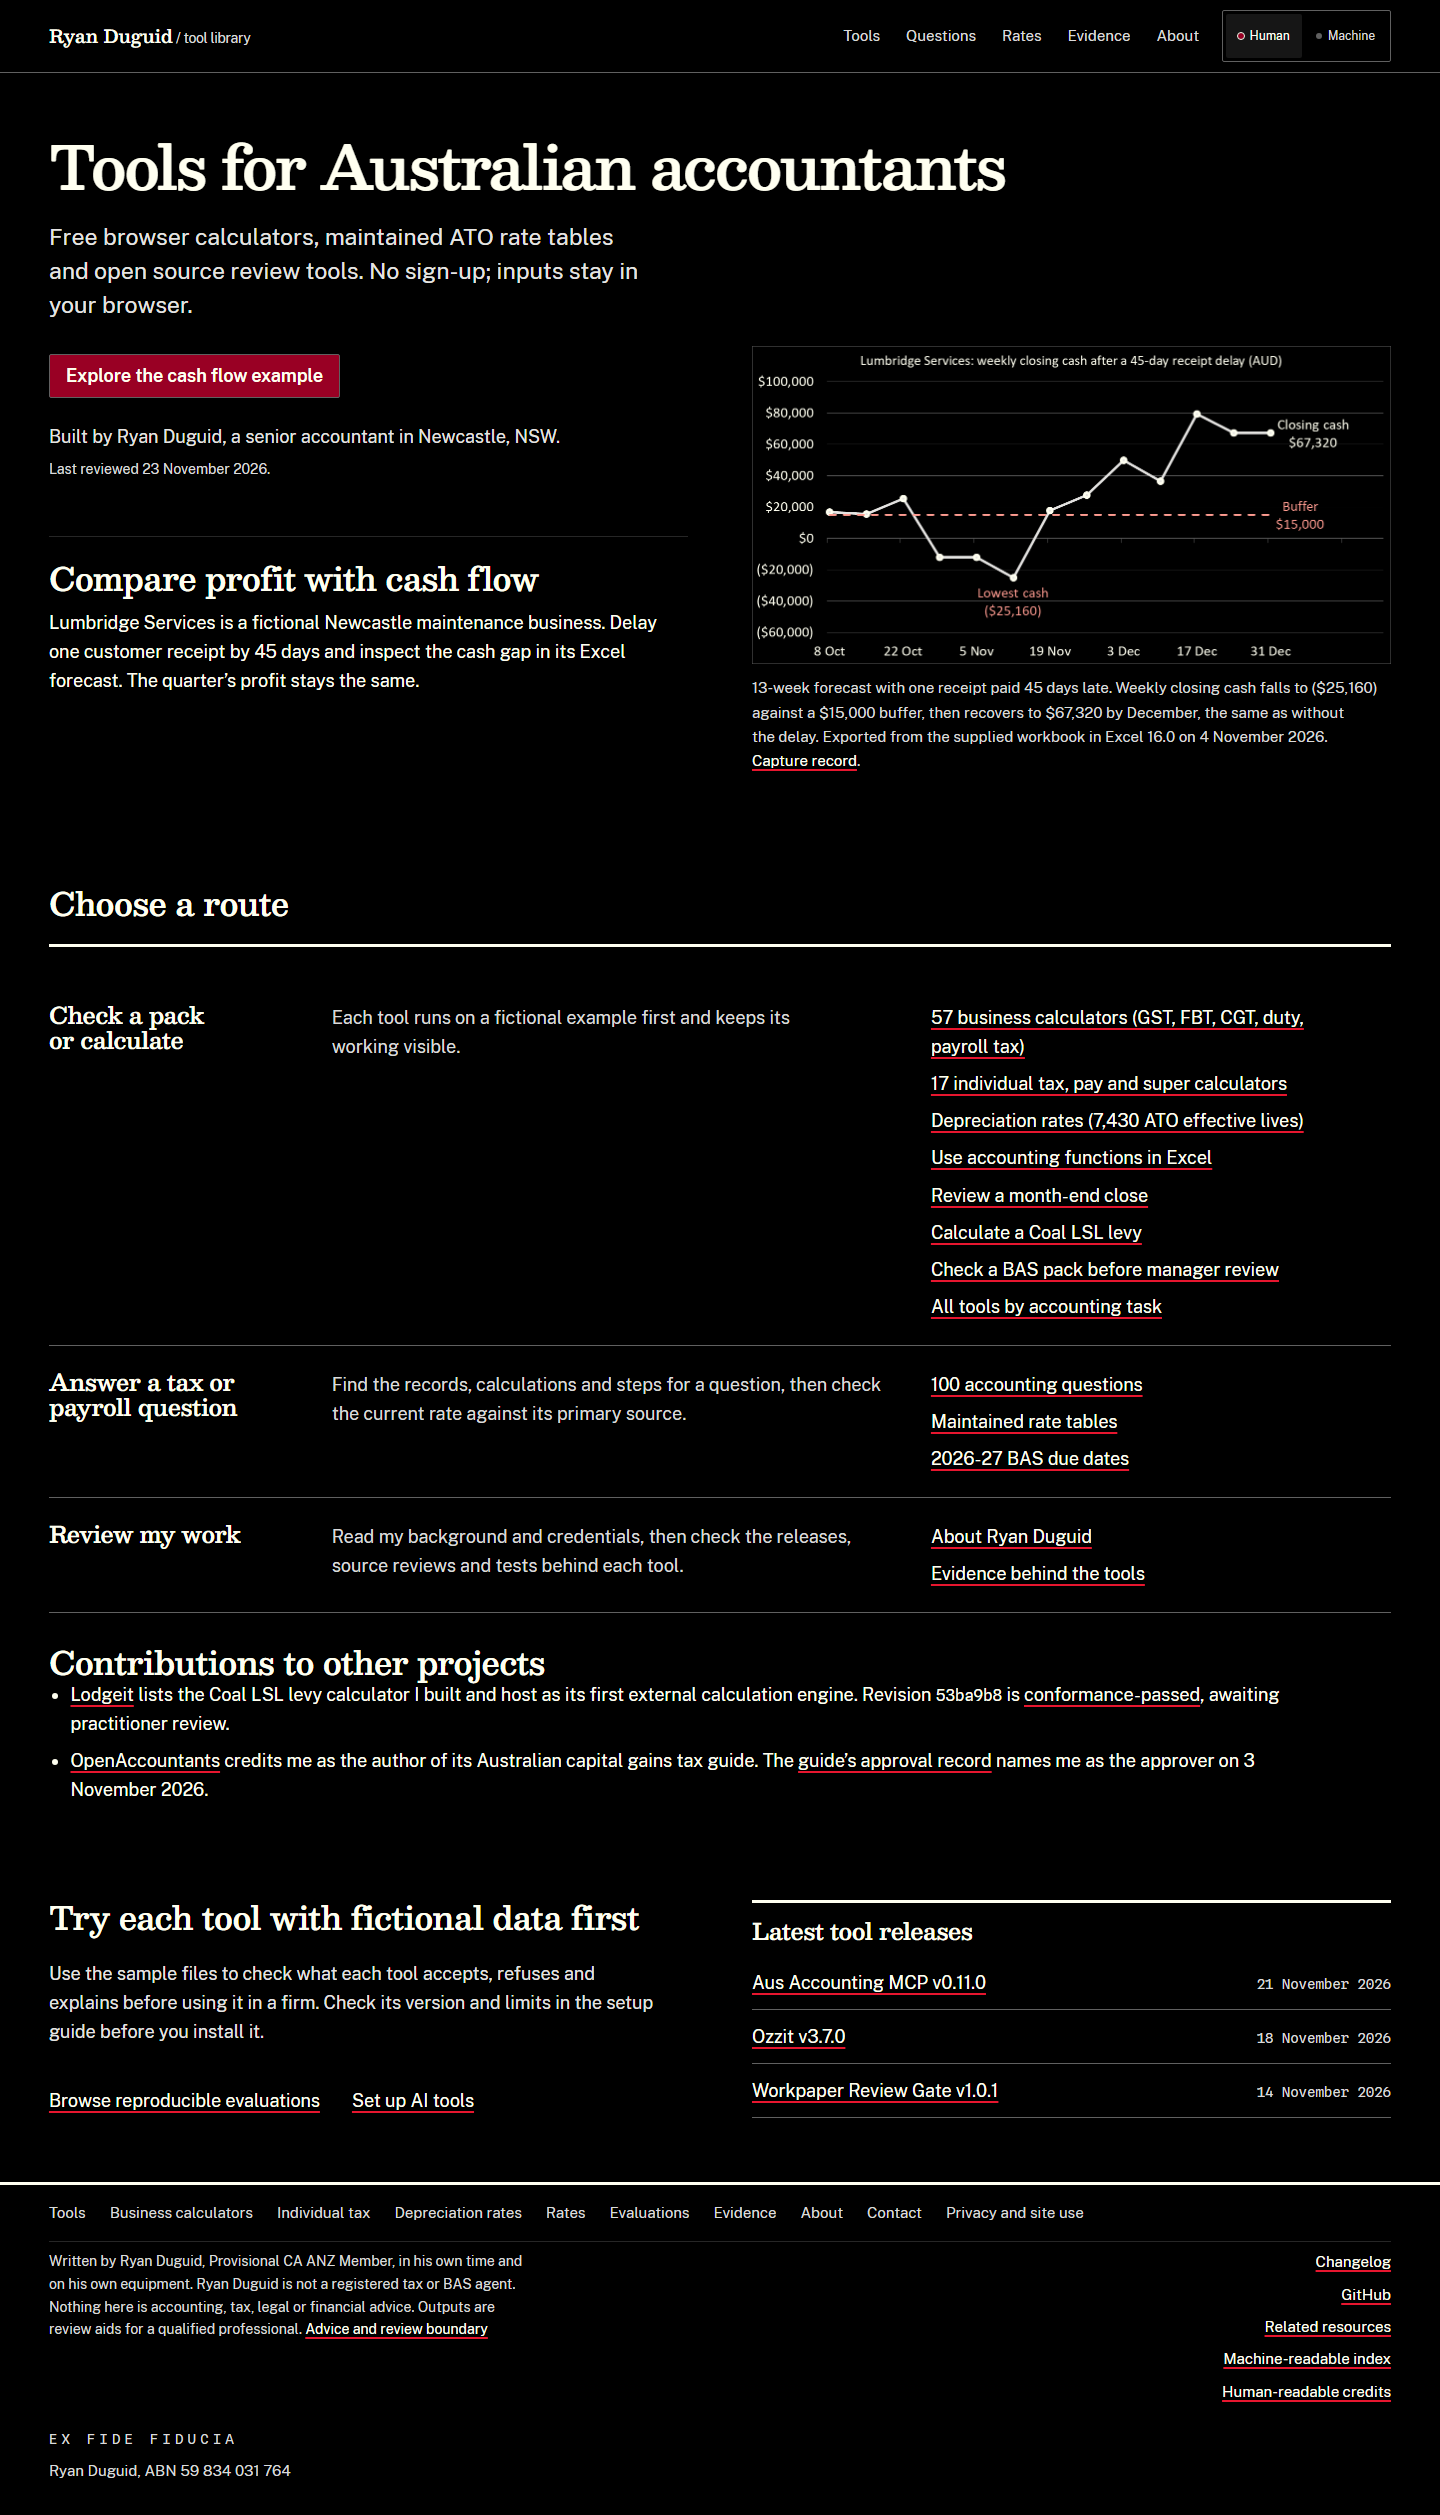 Ryan Duguid / tool library
Tools Questions Rates Evidence About Human Machine
Tools for Australian accountants
Free browser calculators, maintained ATO rate tables
and open source review tools. No sign-up; inputs stay in
your browser.
Explore the cash flow example
Built by Ryan Duguid, a senior accountant in Newcastle, NSW.
Last reviewed 23 November 2026.
Compare profit with cash flow
Lumbridge Services is a fictional Newcastle maintenance business. Delay
one customer receipt by 45 days and inspect the cash gap in its Excel
forecast. The quarter’s profit stays the same.
Lumbridge Services: weekly closing cash after a 45-day receipt delay (AUD)
$100,000
$80,000
$60,000
$40,000
$20,000
$0
($20,000)
($40,000)
($60,000)
Closing cash
$67,320
Buffer
$15,000
Lowest cash
($25,160)
8 Oct 22 Oct 5 Nov 19 Nov 3 Dec 17 Dec 31 Dec
13-week forecast with one receipt paid 45 days late. Weekly closing cash falls to ($25,160)
against a $15,000 buffer, then recovers to $67,320 by December, the same as without
the delay. Exported from the supplied workbook in Excel 16.0 on 4 November 2026.
Capture record.
Choose a route
Check a pack
or calculate
Each tool runs on a fictional example first and keeps its
working visible.
57 business calculators (GST, FBT, CGT, duty,
payroll tax)
17 individual tax, pay and super calculators
Depreciation rates (7,430 ATO effective lives)
Use accounting functions in Excel
Review a month-end close
Calculate a Coal LSL levy
Check a BAS pack before manager review
All tools by accounting task
Answer a tax or
payroll question
Find the records, calculations and steps for a question, then check
the current rate against its primary source.
100 accounting questions
Maintained rate tables
2026-27 BAS due dates
Review my work
Read my background and credentials, then check the releases,
source reviews and tests behind each tool.
About Ryan Duguid
Evidence behind the tools
Contributions to other projects
• Lodgeit lists the Coal LSL levy calculator I built and host as its first external calculation engine. Revision 53ba9b8 is conformance-passed, awaiting
practitioner review.
• OpenAccountants credits me as the author of its Australian capital gains tax guide. The guide’s approval record names me as the approver on 3
November 2026.
Try each tool with fictional data first
Use the sample files to check what each tool accepts, refuses and
explains before using it in a firm. Check its version and limits in the setup
guide before you install it.
Browse reproducible evaluations Set up AI tools
Latest tool releases
Aus Accounting MCP v0.11.0 21 November 2026
Ozzit v3.7.0 18 November 2026
Workpaper Review Gate v1.0.1 14 November 2026
Tools Business calculators Individual tax Depreciation rates Rates Evaluations Evidence About Contact Privacy and site use
Written by Ryan Duguid, Provisional CA ANZ Member, in his own time and
on his own equipment. Ryan Duguid is not a registered tax or BAS agent.
Nothing here is accounting, tax, legal or financial advice. Outputs are
review aids for a qualified professional. Advice and review boundary
Changelog
GitHub
Related resources
Machine-readable index
Human-readable credits
EX FIDE FIDUCIA
Ryan Duguid, ABN 59 834 031 764